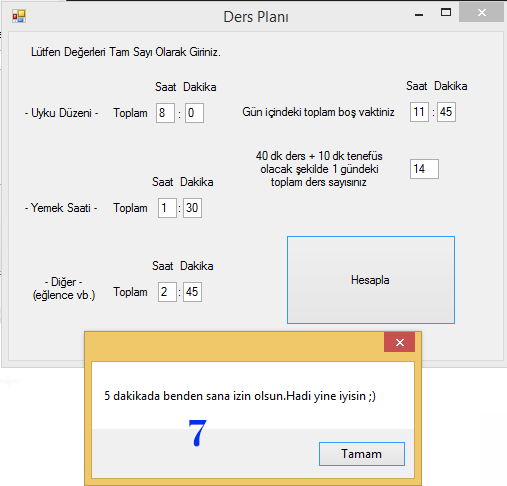 Ders Planı
Lütfen Değerleri Tam Sayı Olarak Giriniz.
Saat Dakika
- Uyku Düzeni - Toplam 8 : 0
Saat Dakika
Gün içindeki toplam boş vaktiniz 11 : 45
40 dk ders + 10 dk tenefüs
olacak şekilde 1 gündeki
toplam ders sayısınız
14
Saat Dakika
- Yemek Saati - Toplam 1 : 30
Saat Dakika
- Diğer -
(eğlence vb.)
Toplam 2 : 45
Hesapla
5 dakikada benden sana izin olsun.Hadi yine iyisin ;)
7
Tamam